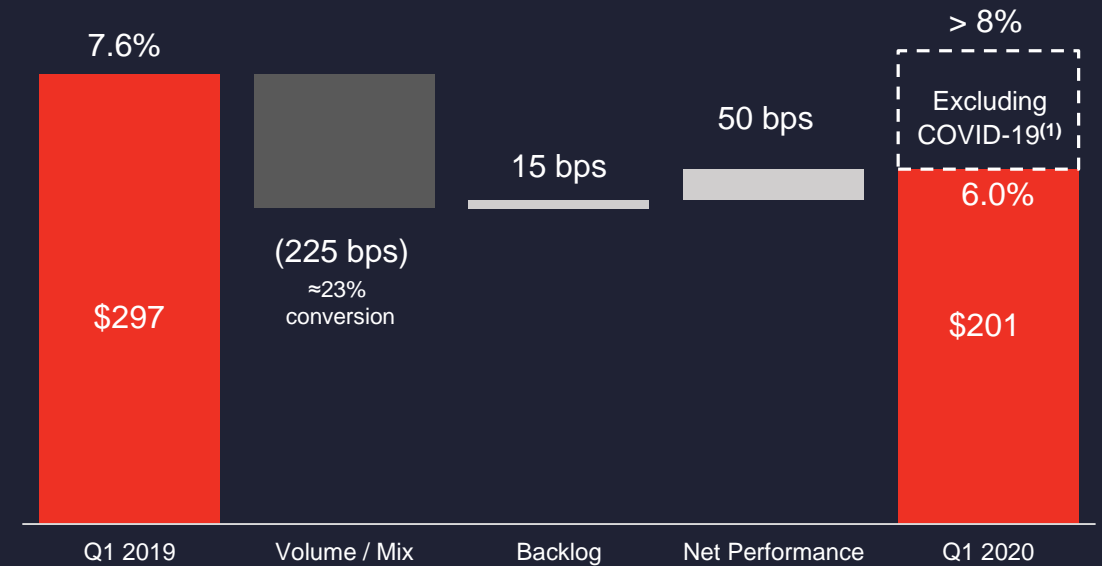 7.6%
$297
Q1 2019
(225 bps)
≈23%
conversion
Volume / Mix
15 bps
Backlog
50 bps
Net Performance
> 8%
Excluding
COVID-19(1)
6.0%
$201
Q1 2020